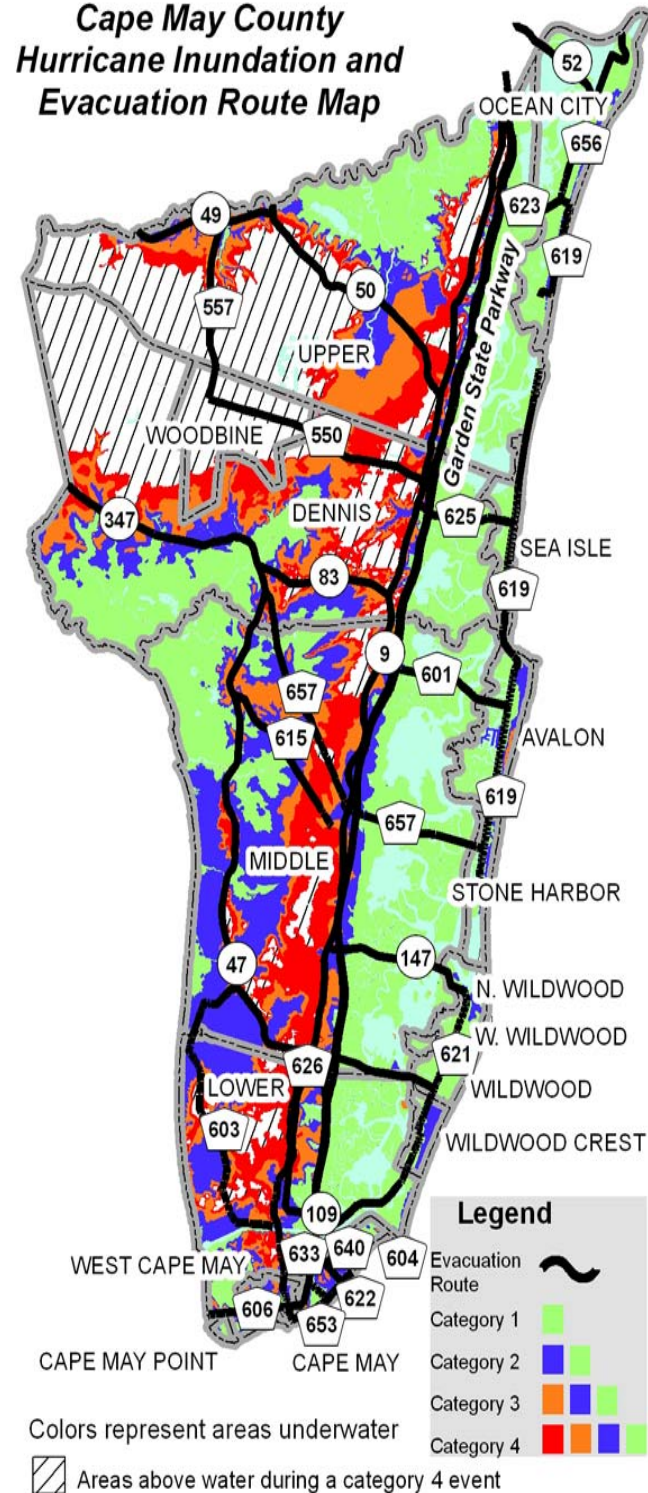 Cape May County
Hurricane Inundation and
Evacuation Route Map
52
OCEAN CITY
656
49
623
619
557
50
Garden State Parkway
UPPER
WOODBINE
550
347
DENNIS
625
SEA ISLE
83
619
9
601
657
615
AVALON
619
657
MIDDLE
STONE HARBOR
147
47
N. WILDWOOD
W. WILDWOOD
621
626
WILDWOOD
LOWER
603
WILDWOOD CREST
109
WEST CAPE MAY
633
640
604
606
622
653
CAPE MAY POINT
CAPE MAY
Legend
Evacuation
Route
Category 1
Category 2
Category 3
Category 4
Colors represent areas underwater
Areas above water during a category 4 event